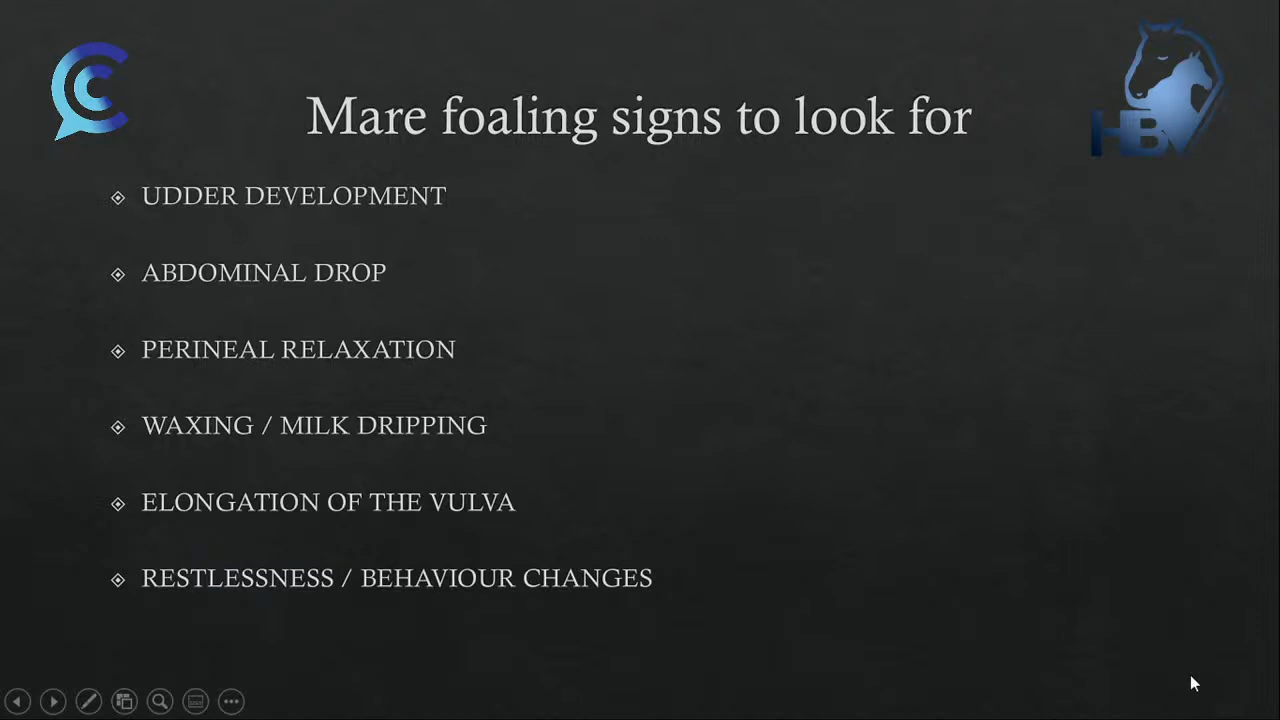 Mare foaling signs to look for
HBV
UDDER DEVELOPMENT
ABDOMINAL DROP
PERINEAL RELAXATION
WAXING / MILK DRIPPING
ELONGATION OF THE VULVA
RESTLESSNESS / BEHAVIOUR CHANGES